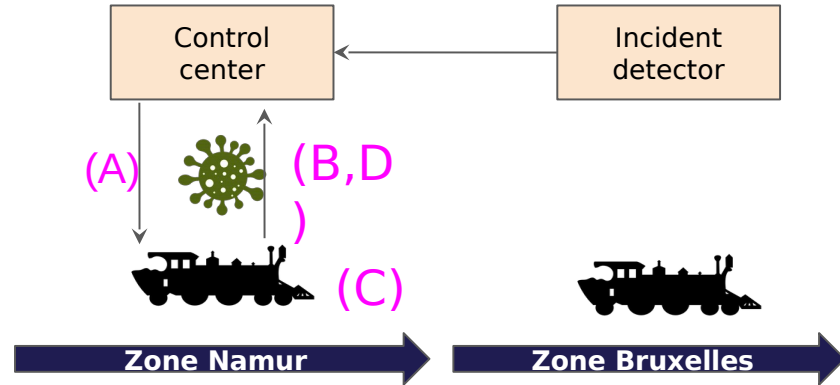 Control
center
Incident
detector
(A)
(B,D
)
(C)
Zone Namur
Zone Bruxelles